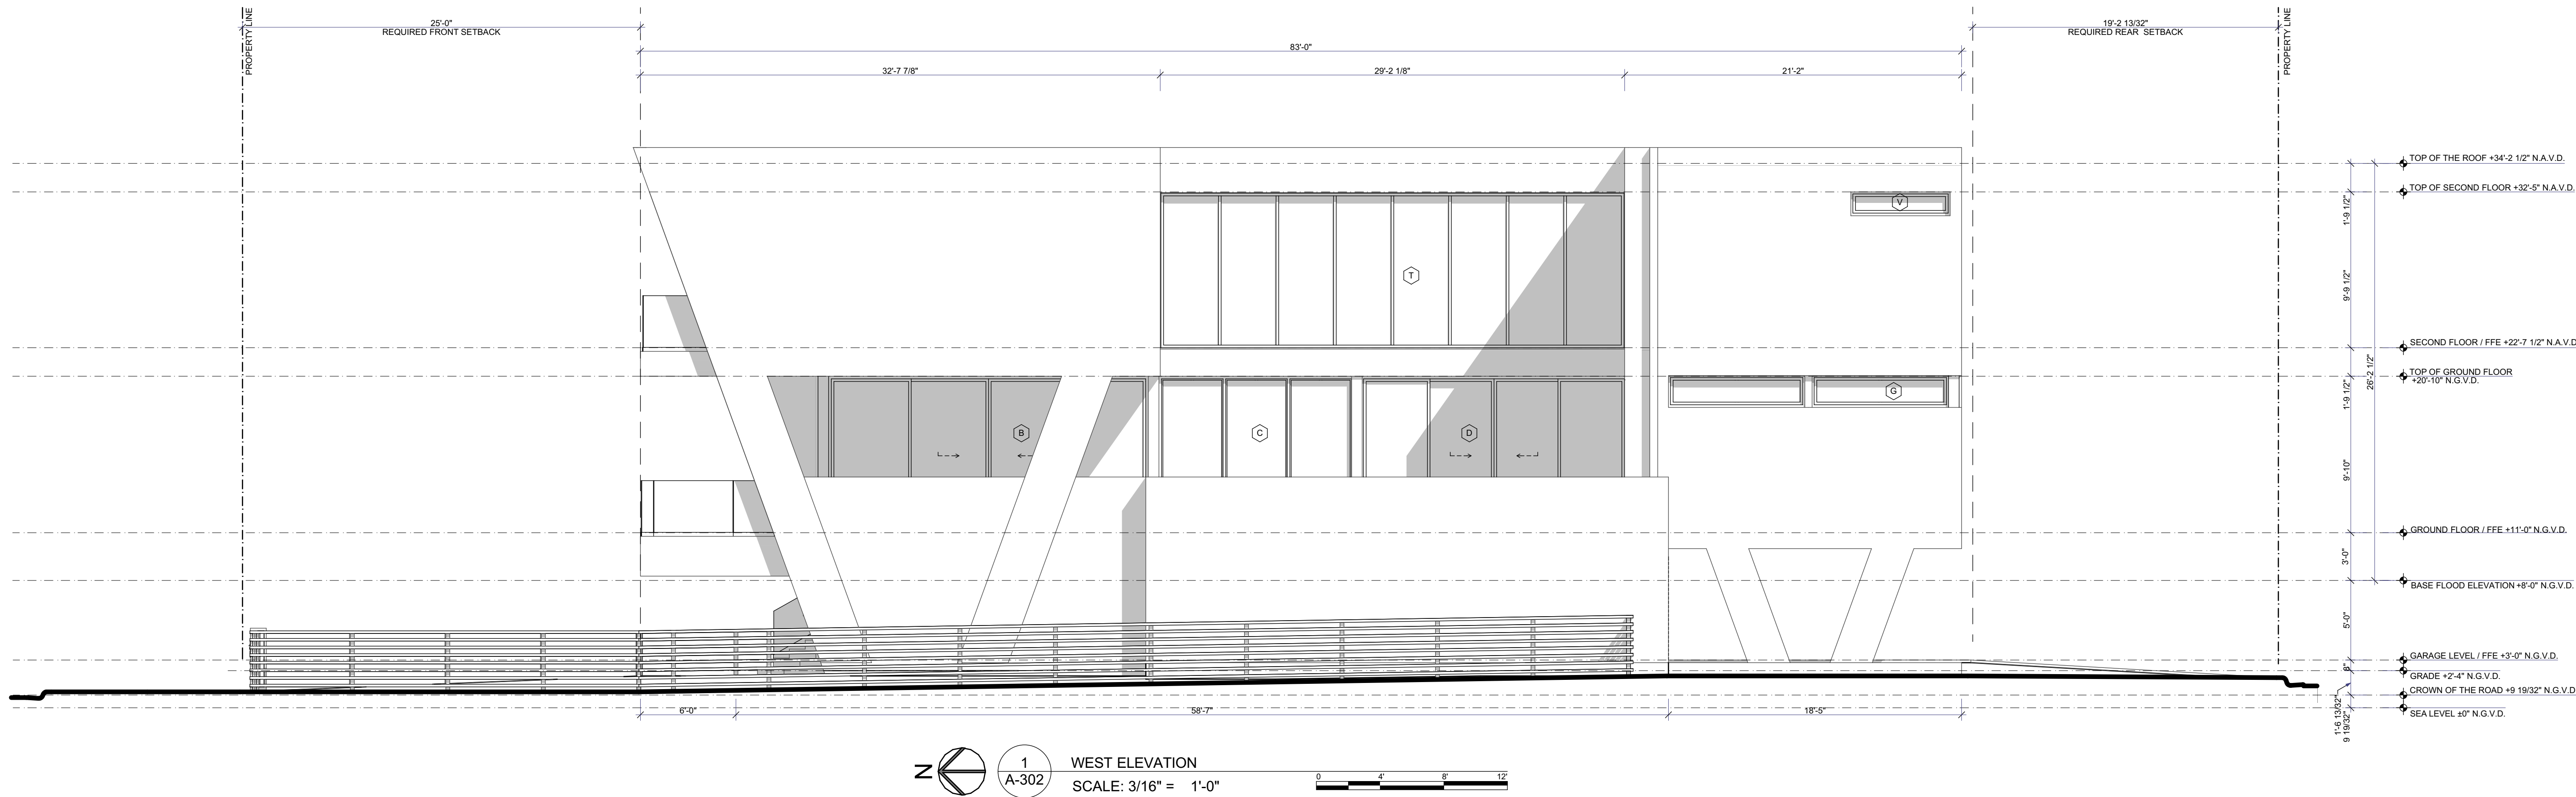 PROPERTY LINE
25'-0"
REQUIRED FRONT SETBACK
19'-2 13/32"
REQUIRED REAR SETBACK
PROPERTY LINE
83'-0"
32'-7 7/8"
29'-2 1/8"
21'-2"
TOP OF THE ROOF +34'-2 1/2" N.A.V.D.
TOP OF SECOND FLOOR +32'-5" N.A.V.D.
V
1'-9 1/2"
T
9'-9 1/2"
SECOND FLOOR / FFE +22'-7 1/2" N.A.V.D
26'-2 1/2"
TOP OF GROUND FLOOR
+20'-10" N.G.V.D.
1'-9 1/2"
G
B
C
D
9'-10"
GROUND FLOOR / FFE +11'-0" N.G.V.D.
3'-0"
BASE FLOOD ELEVATION +8'-0" N.G.V.D.
5'-0"
GARAGE LEVEL / FFE +3'-0" N.G.V.D.
8"
GRADE +2'-4" N.G.V.D.
CROWN OF THE ROAD +9 19/32" N.G.V.D
1'-6 13/32"
9 19/32"
SEA LEVEL ±0" N.G.V.D.
6'-0"
58'-7"
18'-5"
N
1
A-302
WEST ELEVATION
SCALE: 3/16" = 1'-0"
0 4' 8' 12'